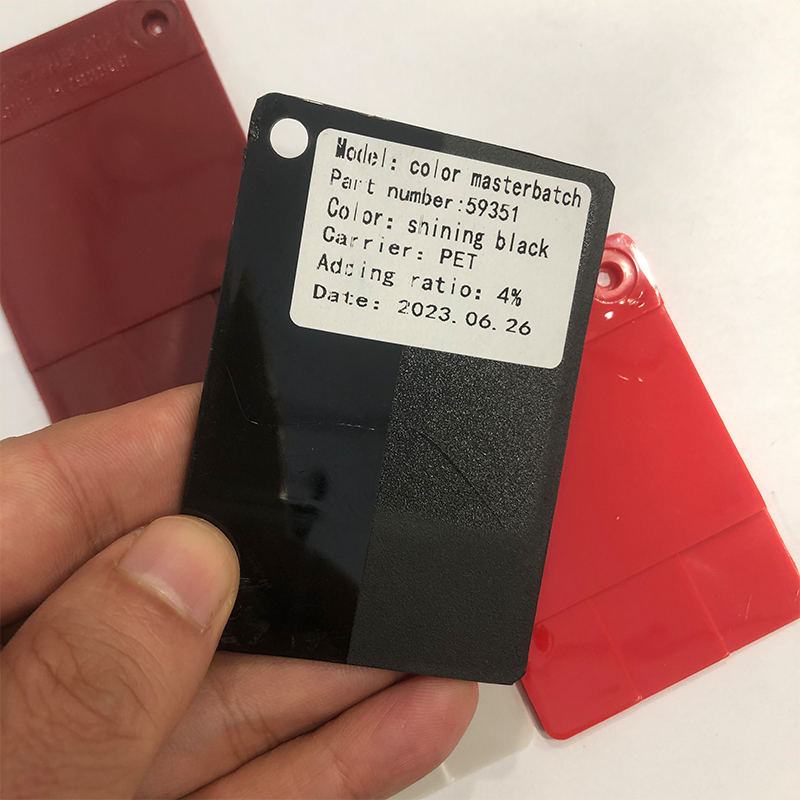 Model: color masterbatch
Part number:59351
Color: shining black
Carrier: PET
Adding ratio: 4%
Date: 2023.06.26